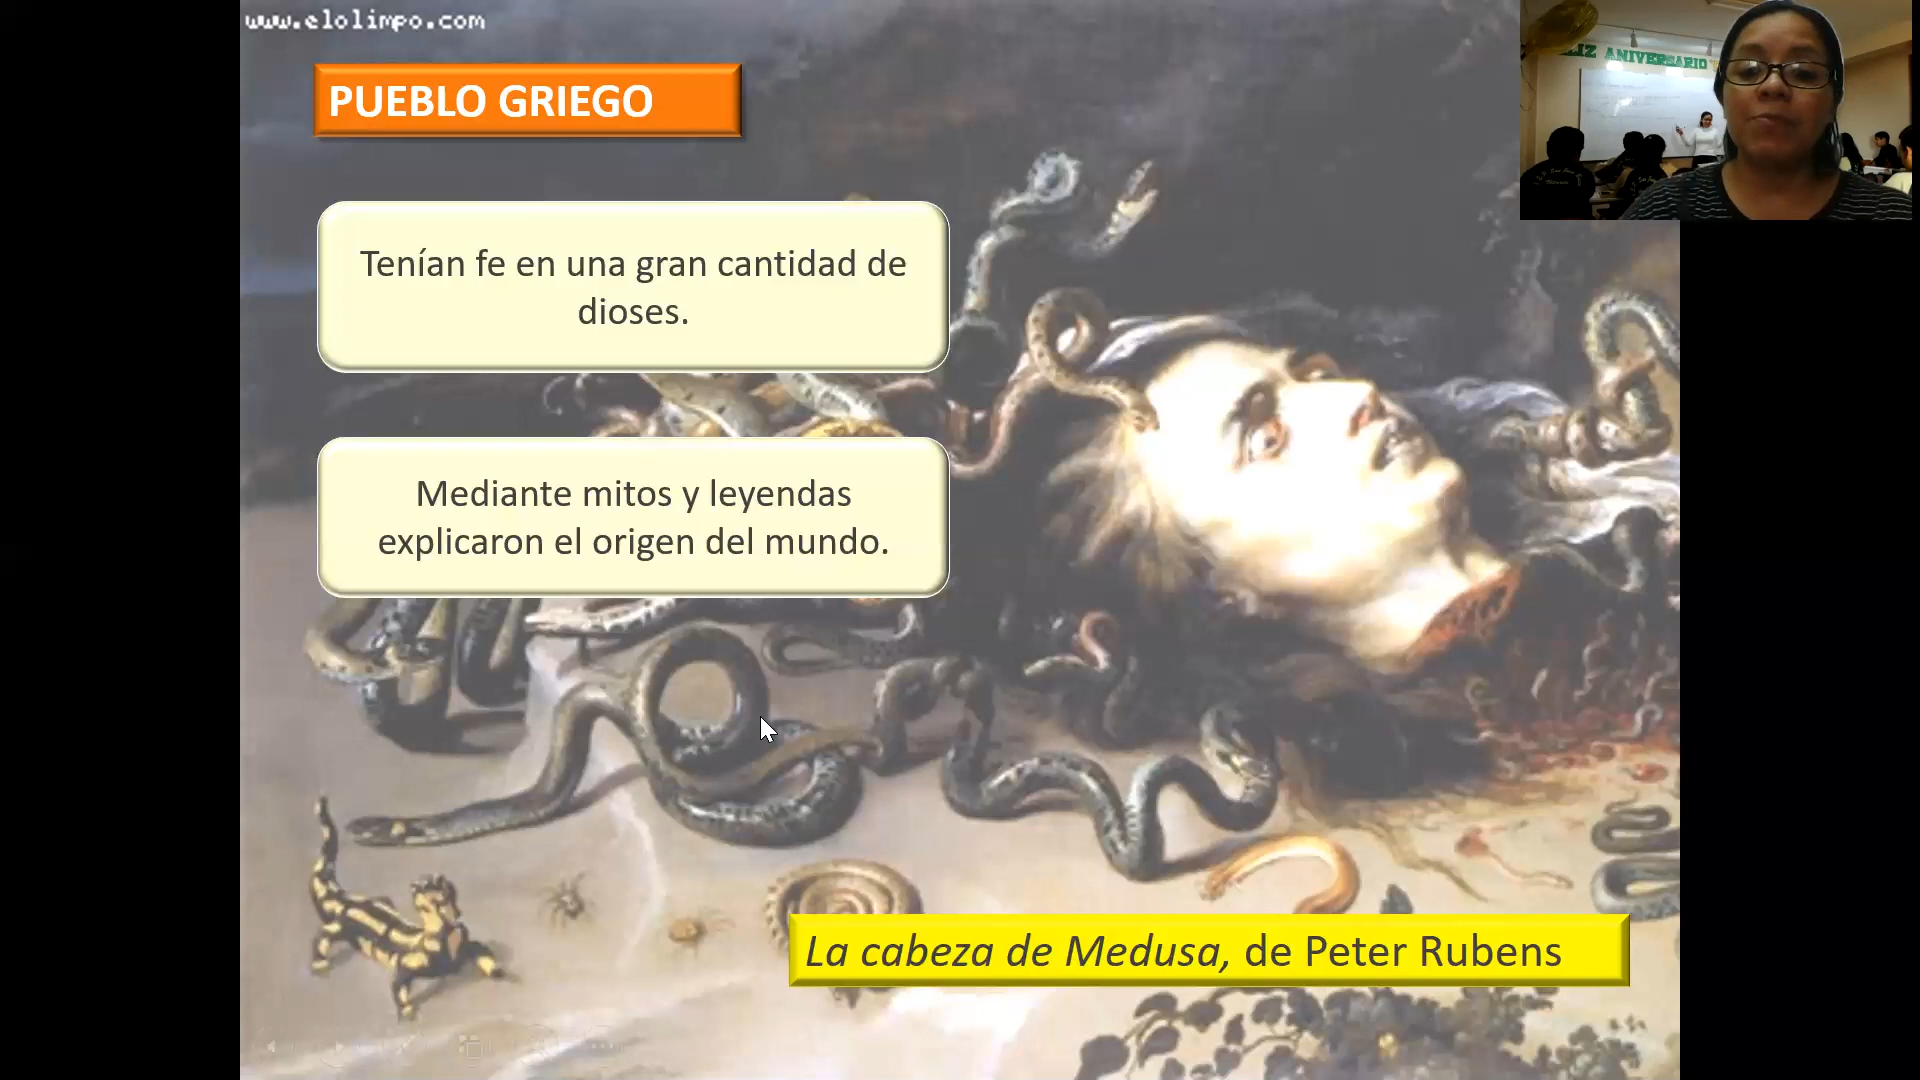 www.elolimpo.com
PUEBLO GRIEGO
Tenían fe en una gran cantidad de
dioses.
Mediante mitos y leyendas
explicaron el origen del mundo.
La cabeza de Medusa, de Peter Rubens
LIZ ANIVERSARIO